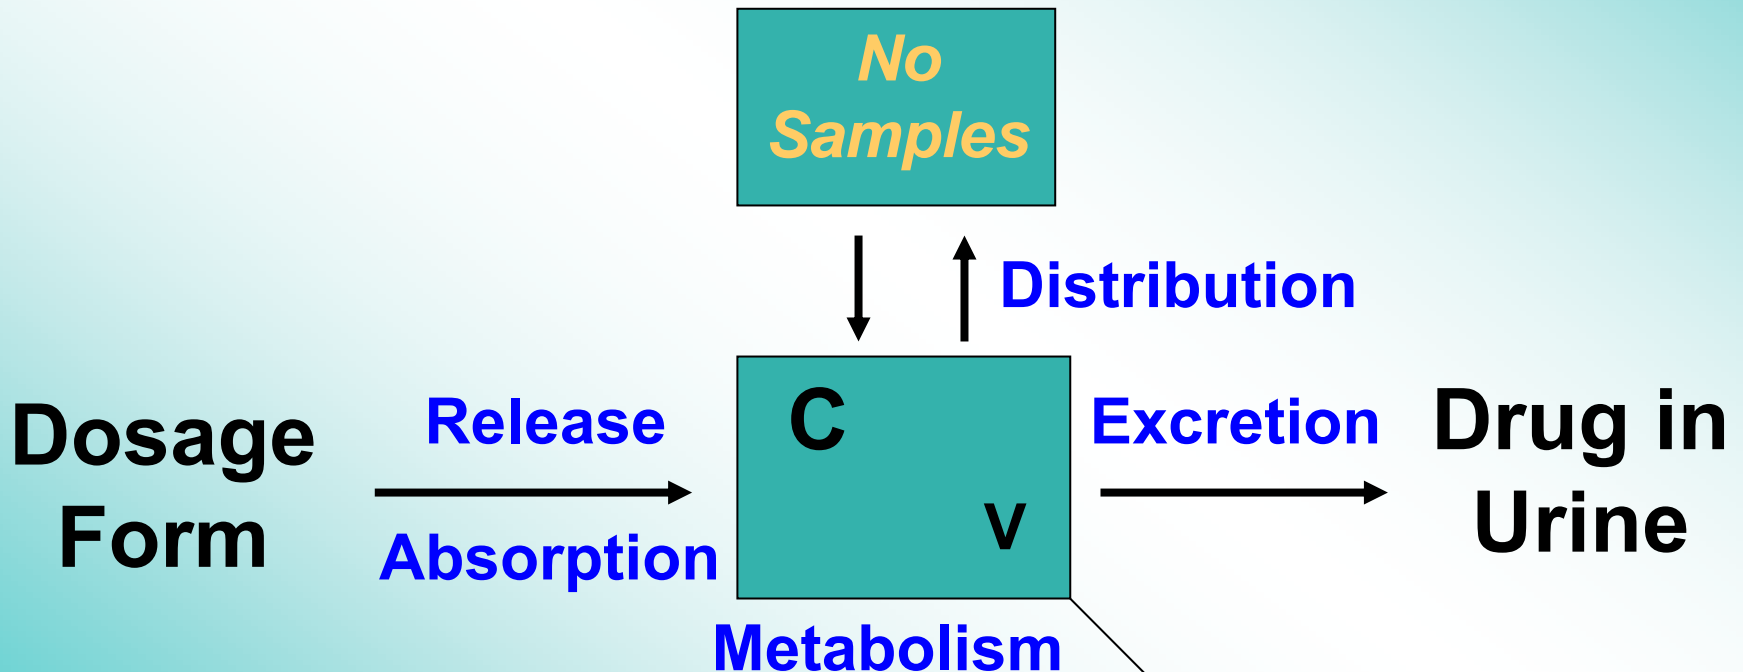 No
Samples
Distribution
Dosage
Form
Release
Absorption
C
V
Excretion
Drug in
Urine
Metabolism